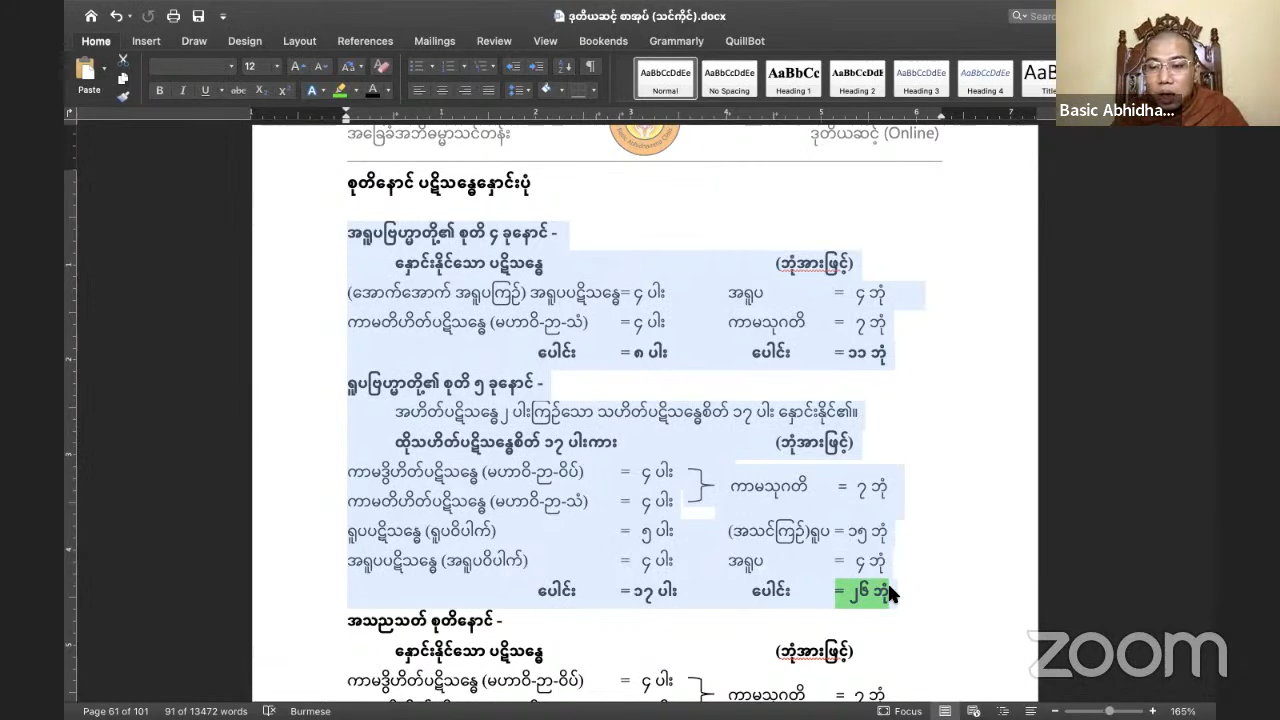 ဒုတိယဆင့် စာအုပ် (သင်ကိုင်).docx
Home Insert Draw Design Layout References Mailings Review View Bookends Grammarly QuillBot
Paste
12
AaBbCcDdEe AaBbCcDdEe AaBbCc AaBbCcDdE AaBbCcDdEe AaBbCcDdEe
Normal No Spacing Heading 1 Heading 2 Heading 3 Heading 4 Title
Basic Abhidha...
အခြေခံအဘိဓမ္မာသင်တန်း ဒုတိယဆင့် (Online)
စုတိနောင် ပဋိသန္ဓေနှောင်းပုံ
အရူပဗြဟ္မာတို့၏ စုတိ ၄ ခုနောင် -
နှောင်းနိုင်သော ပဋိသန္ဓေ (ဘုံအားဖြင့်)
(အောက်အောက် အရူပကြဉ်) အရူပပဋိသန္ဓေ= ၄ ပါး အရူပ = ၄ ဘုံ
ကာမတိဟိတ်ပဋိသန္ဓေ (မဟာဝိ-ဉာ-သံ) = ၄ ပါး ကာမသုဂတိ = ၇ ဘုံ
ပေါင်း = ၈ ပါး ပေါင်း = ၁၁ ဘုံ
ရူပဗြဟ္မာတို့၏ စုတိ ၅ ခုနောင် -
အဟိတ်ပဋိသန္ဓေ၂ ပါးကြဉ်သော သဟိတ်ပဋိသန္ဓေစိတ် ၁၇ ပါး နှောင်းနိုင်၏။
ထိုသဟိတ်ပဋိသန္ဓေစိတ် ၁၇ ပါးကား (ဘုံအားဖြင့်)
ကာမဒွိဟိတ်ပဋိသန္ဓေ (မဟာဝိ-ဉာ-ဝိပ်) = ၄ ပါး
ကာမသုဂတိ = ၇ ဘုံ
ကာမတိဟိတ်ပဋိသန္ဓေ (မဟာဝိ-ဉာ-သံ) = ၄ ပါး
ရူပပဋိသန္ဓေ (ရူပဝိပါက်) = ၅ ပါး (အသင်ကြဉ်)ရူပ = ၁၅ ဘုံ
အရူပပဋိသန္ဓေ (အရူပဝိပါက်) = ၄ ပါး အရူပ = ၄ ဘုံ
ပေါင်း = ၁၇ ပါး ပေါင်း = ၂၆ ဘုံ
အသညသတ် စုတိနောင် -
နှောင်းနိုင်သော ပဋိသန္ဓေ (ဘုံအားဖြင့်)
ကာမဒွိဟိတ်ပဋိသန္ဓေ (မဟာဝိ-ဉာ-ဝိပ်) = ၄ ပါး
ကာမသုဂတိ = ၇ ဘုံ
zoom
Page 61 of 101 91 of 13472 words Burmese Focus 165%